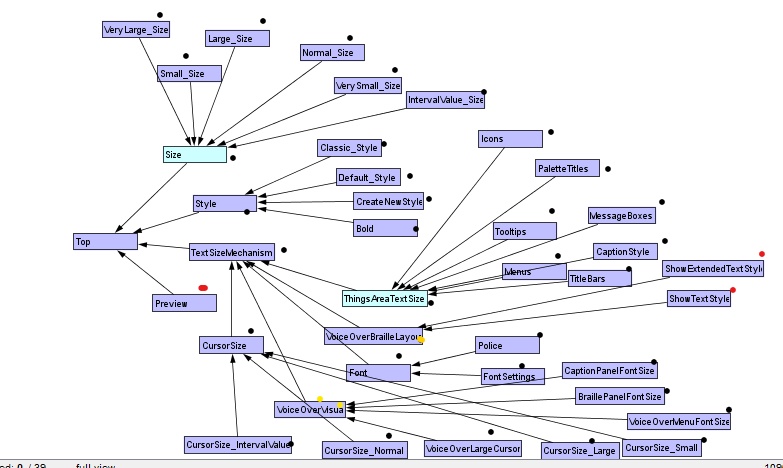 VeryLarge_Size
Large_Size
Normal_Size
Small_Size
VerySmall_Size
IntervalValue_Size
Icons
Classic_Style
Size
PaletteTitles
Default_Style
Style
CreateNewStyle
MessageBoxes
Bold
Tooltips
Top
TextSizeMechanism
CaptionStyle
Menus
TitleBars
ShowExtendedTextStyle
Preview
ThingsAreaTextSize
ShowTextStyle
VoiceOverBrailleLayout
CursorSize
Police
Font
FontSettings
CaptionPanelFontSize
BraillePanelFontSize
VoiceOverVisual
VoiceOverMenuFontSize
CursorSize_IntervalValue
CursorSize_Normal
VoiceOverLargeCursor
CursorSize_Large
CursorSize_Small
full view